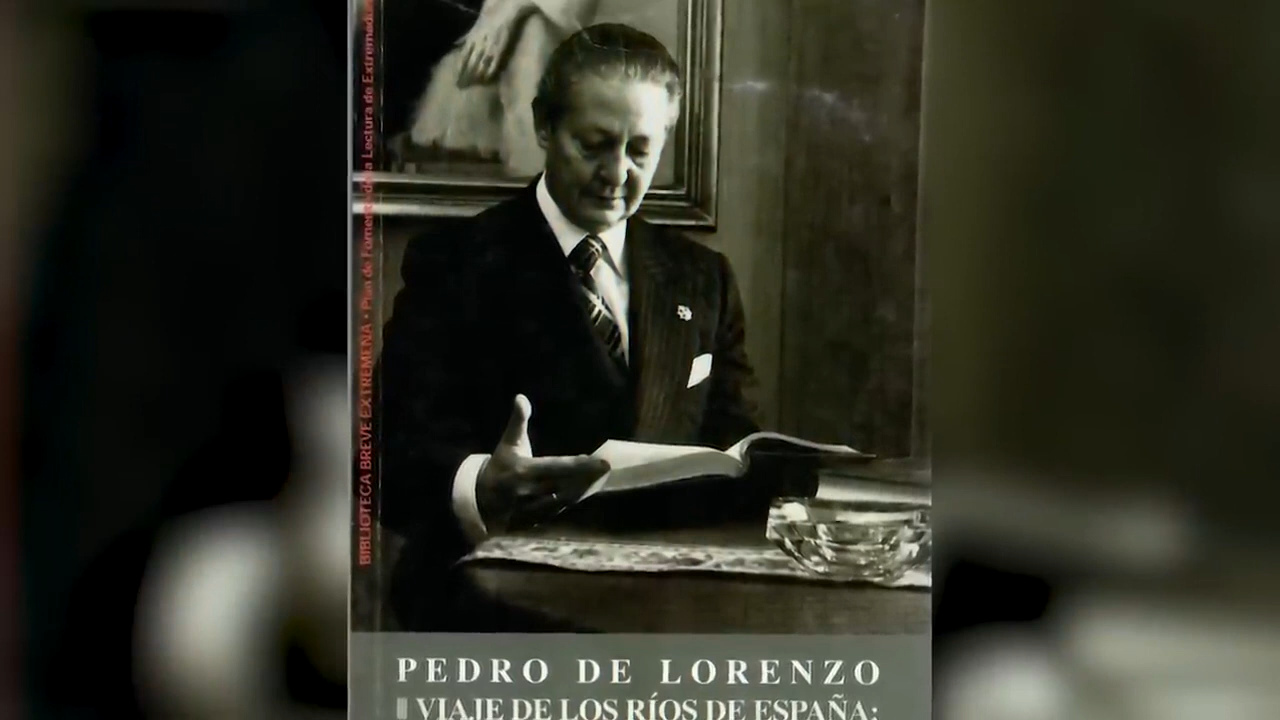 BIBLIOTECA BREVE EXTREMEÑA • Plan de Fomento de la Lectura de Extremadura
PEDRO DE LORENZO
VIAJE DE LOS RÍOS DE ESPAÑA: